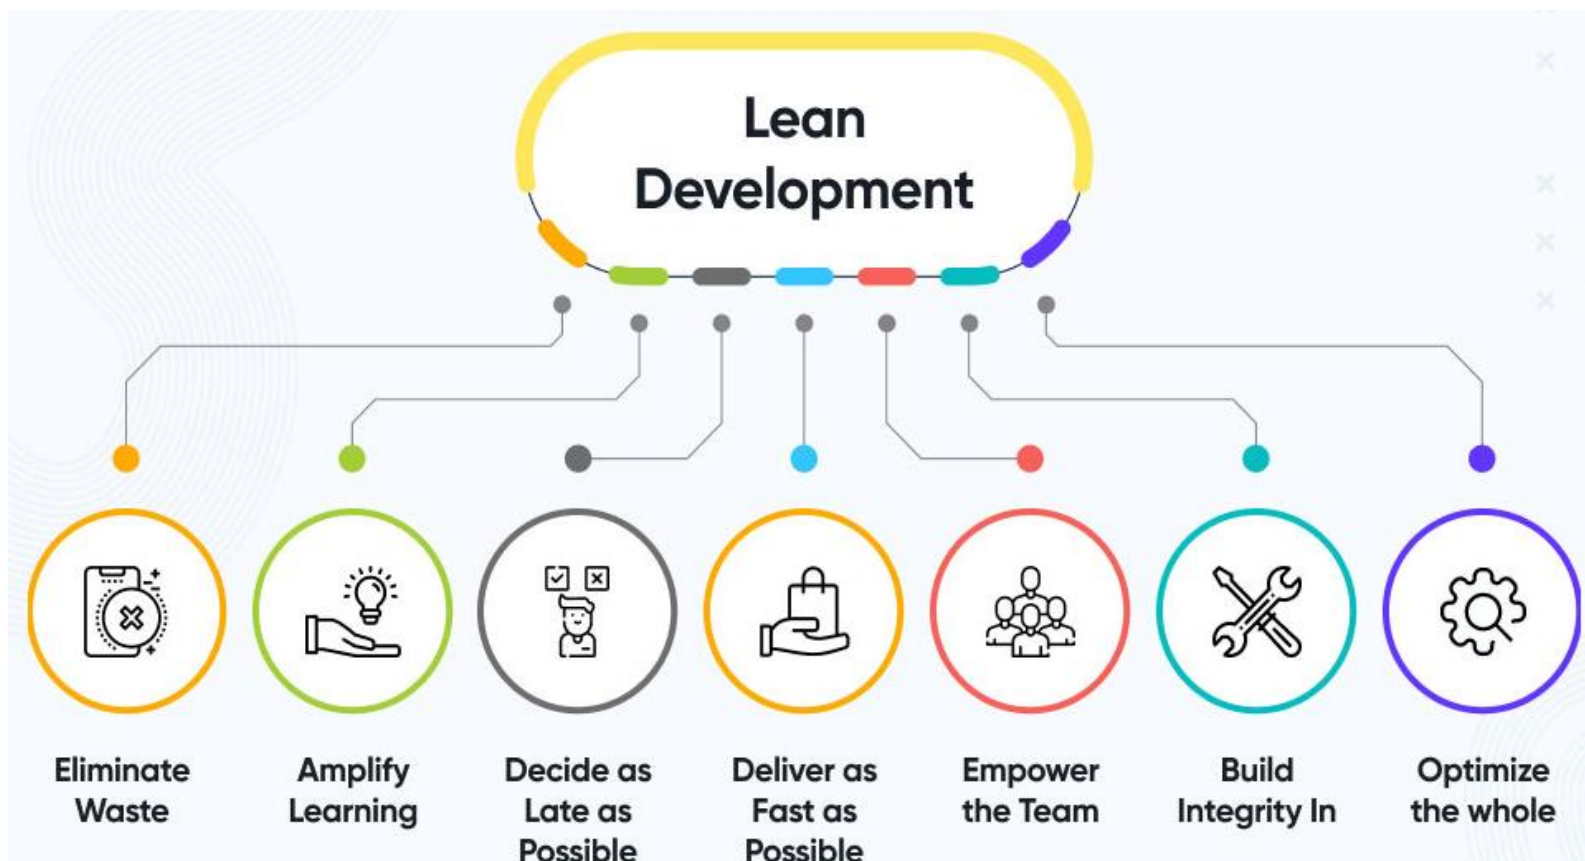 Lean
Development
Eliminate
Waste
Amplify
Learning
Decide as
Late as
Possible
Deliver as
Fast as
Possible
Empower
the Team
Build
Integrity In
Optimize
the whole